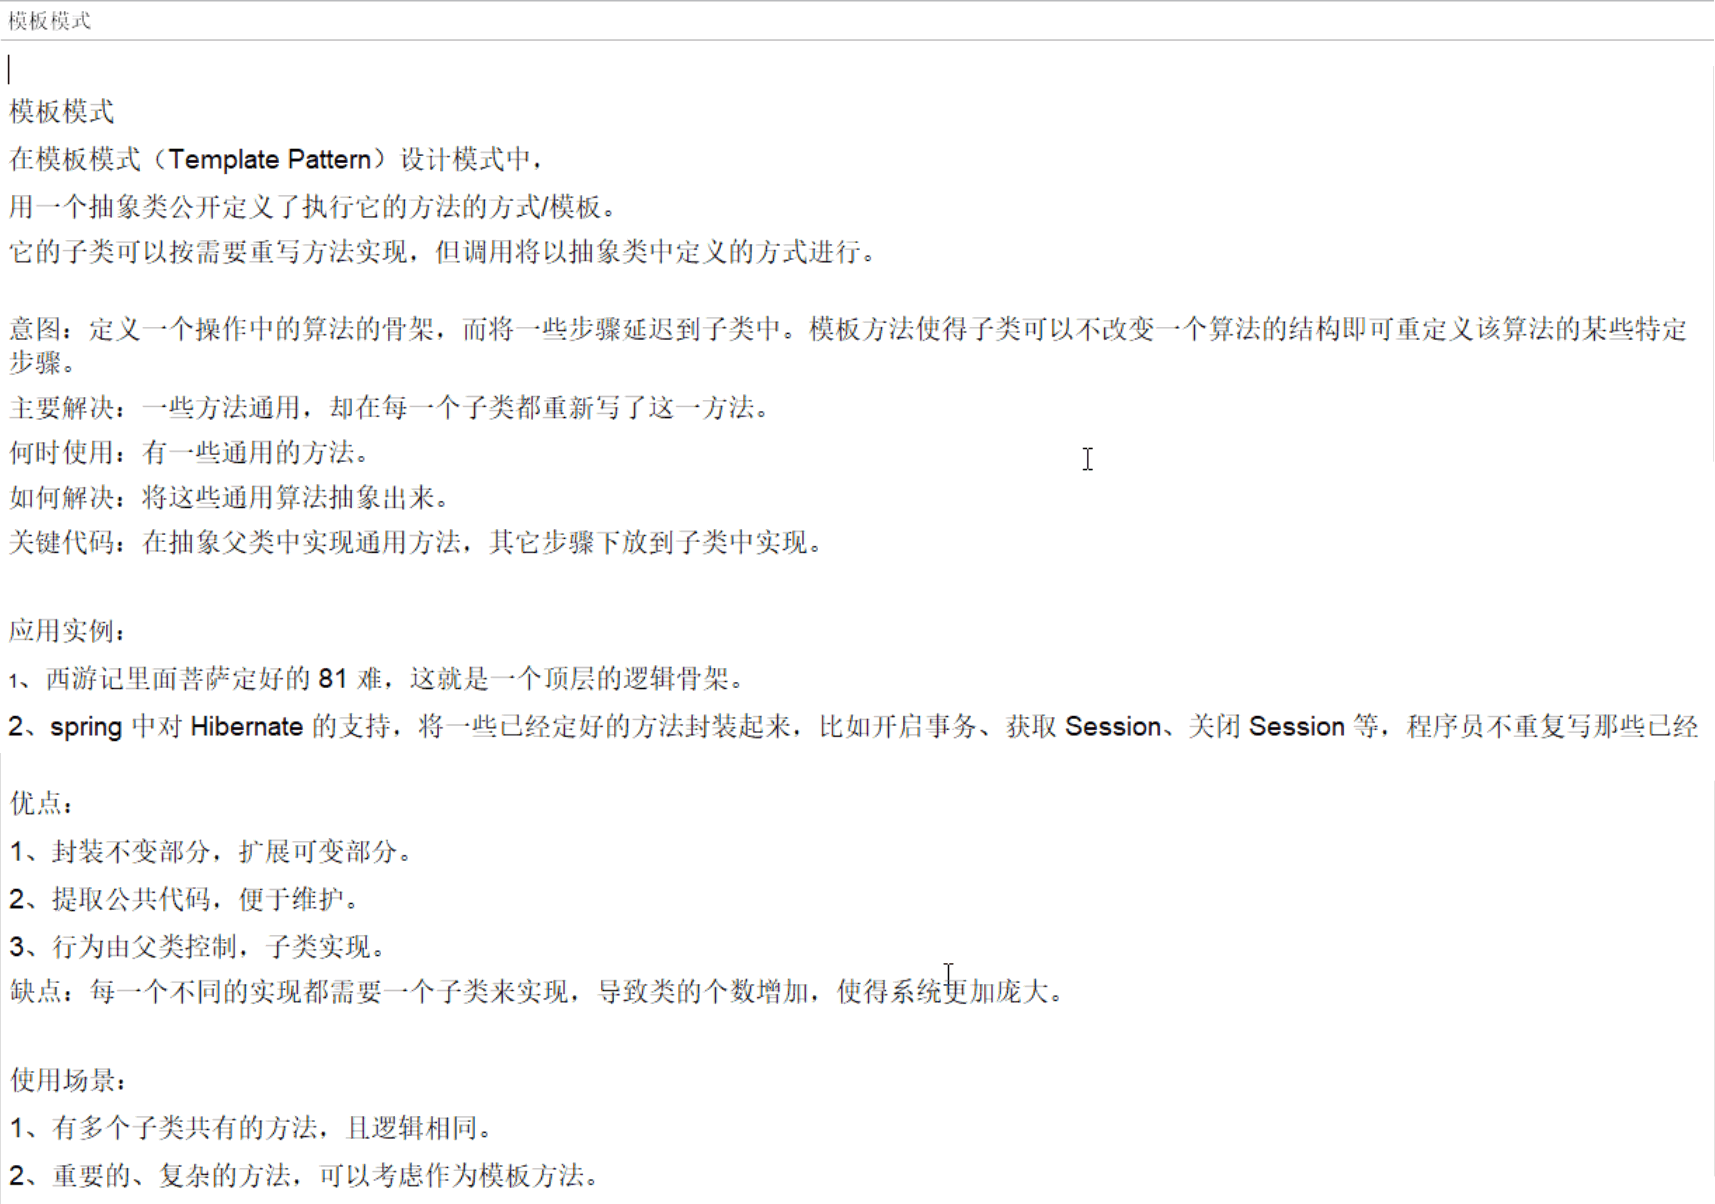 模板模式
模板模式
在模板模式（Template Pattern）设计模式中，
用一个抽象类公开定义了执行它的方法的方式/模板。
它的子类可以按需要重写方法实现，但调用将以抽象类中定义的方式进行。
意图：定义一个操作中的算法的骨架，而将一些步骤延迟到子类中。模板方法使得子类可以不改变一个算法的结构即可重定义该算法的某些特定
步骤。
主要解决：一些方法通用，却在每一个子类都重新写了这一方法。
何时使用：有一些通用的方法。
如何解决：将这些通用算法抽象出来。
关键代码：在抽象父类中实现通用方法，其它步骤下放到子类中实现。
应用实例：
1、西游记里面菩萨定好的 81 难，这就是一个顶层的逻辑骨架。
2、spring 中对 Hibernate 的支持，将一些已经定好的方法封装起来，比如开启事务、获取 Session、关闭 Session 等，程序员不重复写那些已经
优点：
1、封装不变部分，扩展可变部分。
2、提取公共代码，便于维护。
3、行为由父类控制，子类实现。
缺点：每一个不同的实现都需要一个子类来实现，导致类的个数增加，使得系统更加庞大。
使用场景：
1、有多个子类共有的方法，且逻辑相同。
2、重要的、复杂的方法，可以考虑作为模板方法。